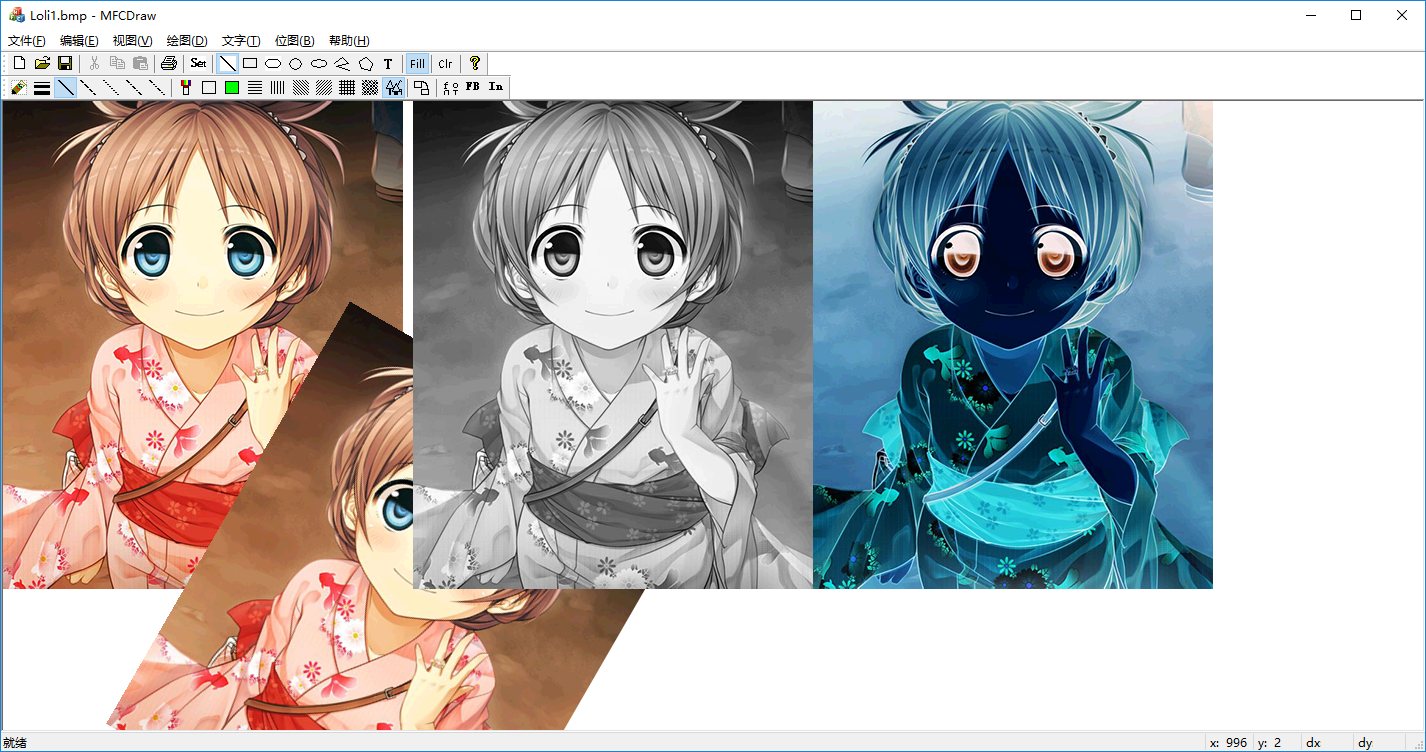 Loli1.bmp - MFCDraw
文件(F) 编辑(E) 视图(V) 绘图(D) 文字(T) 位图(B) 帮助(H)
Set T Fill Clr ?
FB In
就绪 x: 996 y: 2 dx dy